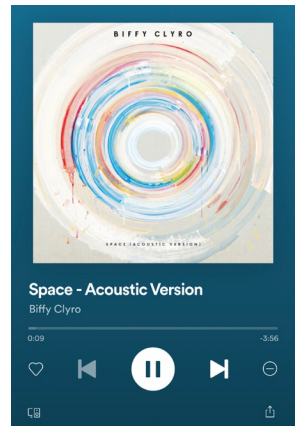 BIFFY CLYRO
SPACE (ACOUSTIC VERSION)
Space - Acoustic Version
Biffy Clyro
0:09 -3:56